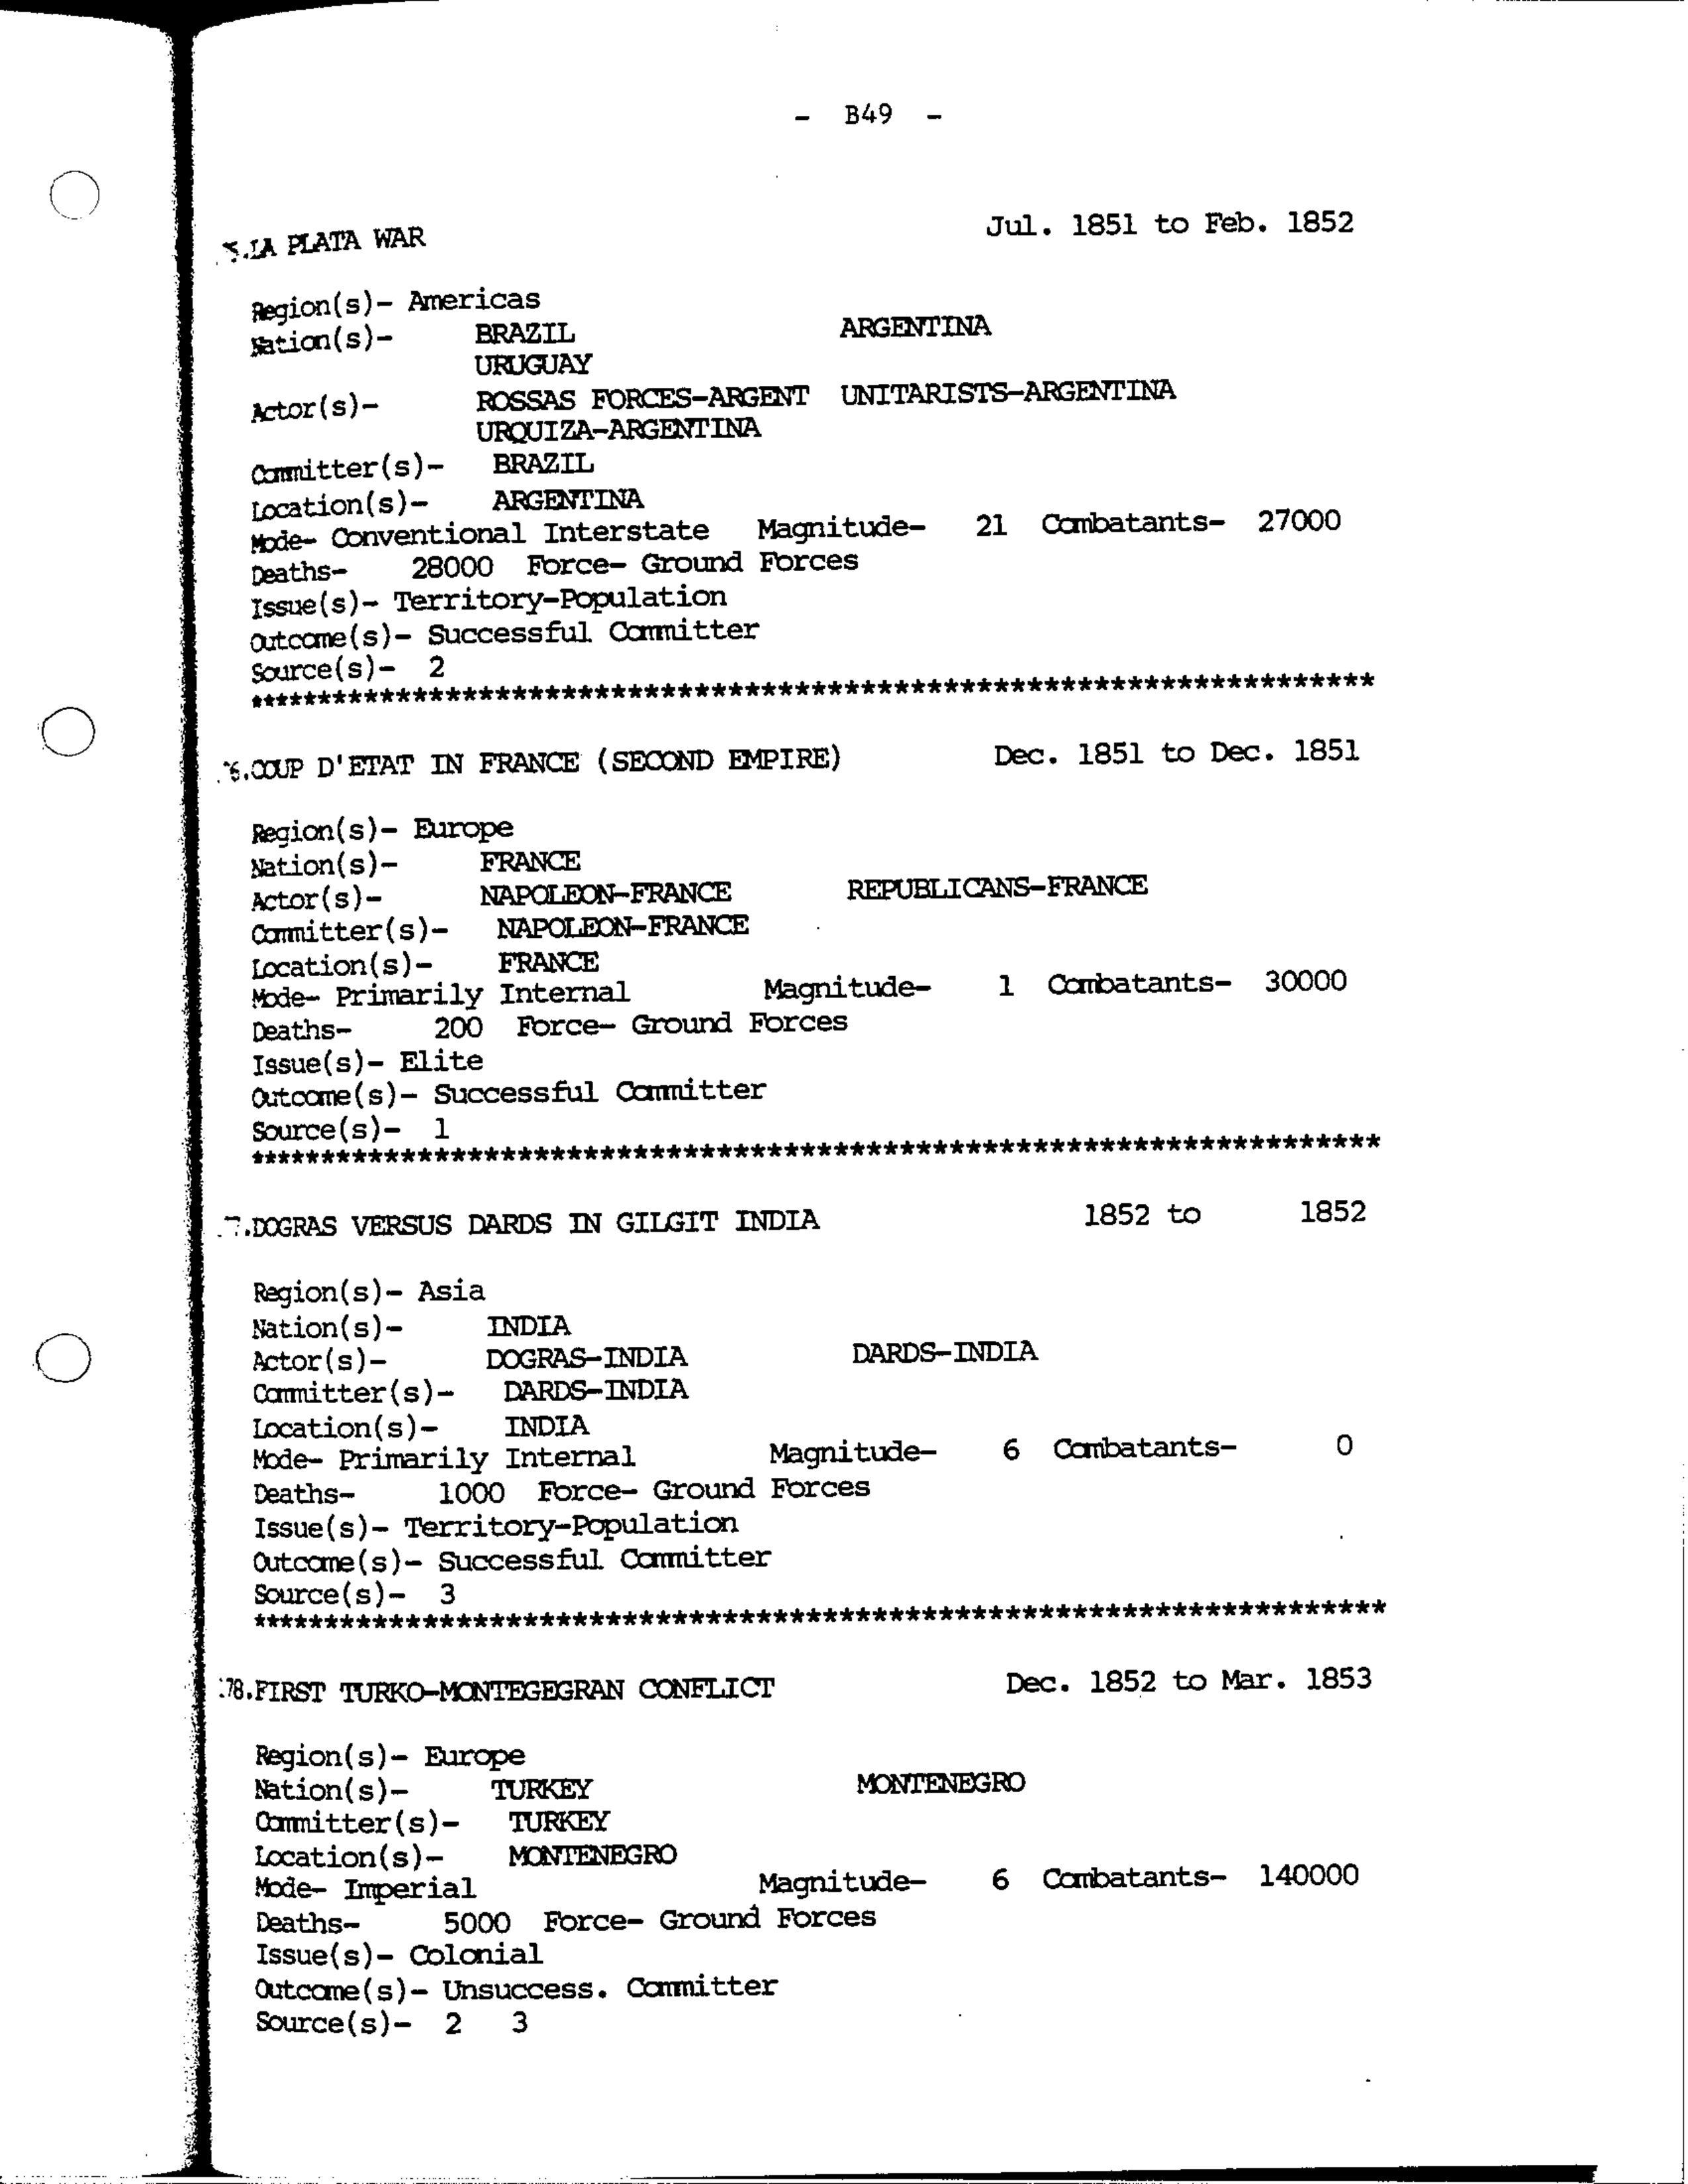 - B49 -
5.LA PLATA WAR Jul. 1851 to Feb. 1852
Region(s)- Americas
Nation(s)- BRAZIL ARGENTINA
URUGUAY
Actor(s)- ROSSAS FORCES-ARGENT UNITARISTS-ARGENTINA
URQUIZA-ARGENTINA
Committer(s)- BRAZIL
Location(s)- ARGENTINA
Mode- Conventional Interstate Magnitude- 21 Combatants- 27000
Deaths- 28000 Force- Ground Forces
Issue(s)- Territory-Population
Outcome(s)- Successful Committer
Source(s)- 2
********************************************************************
6.COUP D'ETAT IN FRANCE (SECOND EMPIRE) Dec. 1851 to Dec. 1851
Region(s)- Europe
Nation(s)- FRANCE
Actor(s)- NAPOLEON-FRANCE REPUBLICANS-FRANCE
Committer(s)- NAPOLEON-FRANCE
Location(s)- FRANCE
Mode- Primarily Internal Magnitude- 1 Combatants- 30000
Deaths- 200 Force- Ground Forces
Issue(s)- Elite
Outcome(s)- Successful Committer
Source(s)- 1
********************************************************************
7.DOGRAS VERSUS DARDS IN GILGIT INDIA 1852 to 1852
Region(s)- Asia
Nation(s)- INDIA
Actor(s)- DOGRAS-INDIA DARDS-INDIA
Committer(s)- DARDS-INDIA
Location(s)- INDIA
Mode- Primarily Internal Magnitude- 6 Combatants- 0
Deaths- 1000 Force- Ground Forces
Issue(s)- Territory-Population
Outcome(s)- Successful Committer
Source(s)- 3
********************************************************************
78.FIRST TURKO-MONTEGEGRAN CONFLICT Dec. 1852 to Mar. 1853
Region(s)- Europe
Nation(s)- TURKEY MONTENEGRO
Committer(s)- TURKEY
Location(s)- MONTENEGRO
Mode- Imperial Magnitude- 6 Combatants- 140000
Deaths- 5000 Force- Ground Forces
Issue(s)- Colonial
Outcome(s)- Unsuccess. Committer
Source(s)- 2 3